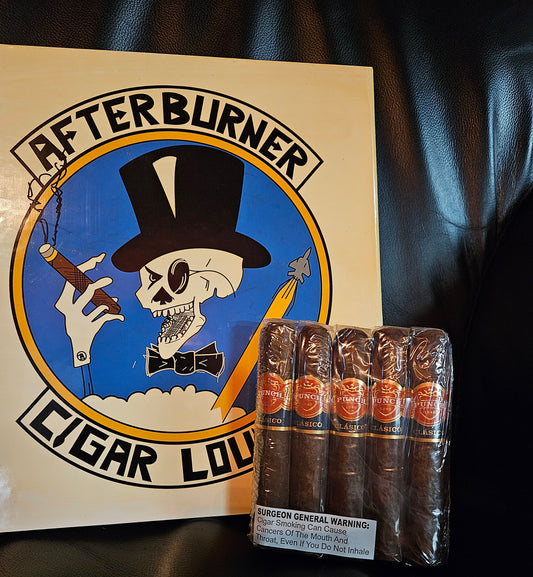 AFTERBURNER
CIGAR LOU
PUNCH
CLÁSICO
PUNCH
CLÁSICO
PUNCH
CLÁSICO
PUNCH
CLÁSICO
PUNCH
CLÁSICO
SURGEON GENERAL WARNING:
Cigar Smoking Can Cause
Cancers Of The Mouth And
Throat, Even If You Do Not Inhale